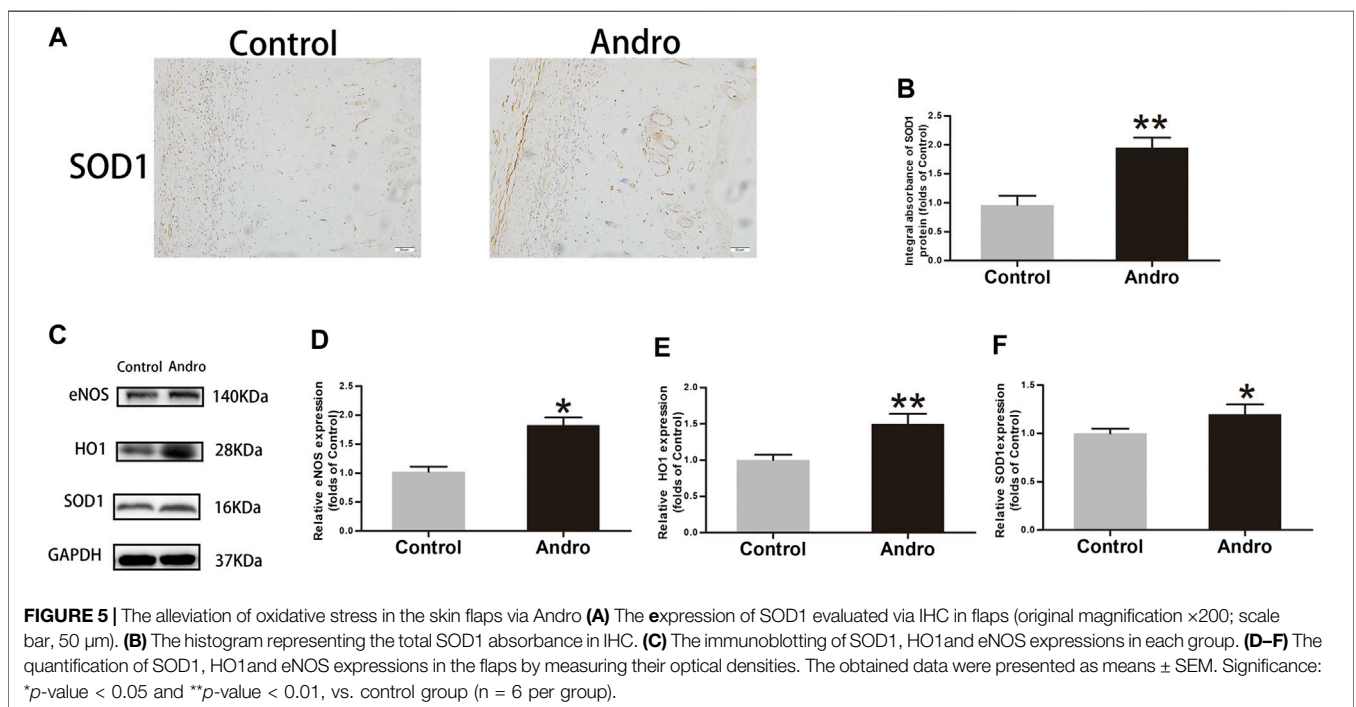 A
Control
Andro
SOD1
50 μm
50 μm
B
Integral absorbance of SOD1
protein (folds of Control)
2.5
2.0
1.5
1.0
0.5
0.0
**
Control
Andro
C
Control Andro
eNOS
140KDa
HO1
28KDa
SOD1
16KDa
GAPDH
37KDa
D
Relative eNOS expression
(folds of Control)
2.5
2.0
1.5
1.0
0.5
0.0
*
Control
Andro
E
Relative HO1 expression
(folds of Control)
2.0
1.5
1.0
0.5
0.0
**
Control
Andro
F
Relative SOD1expression
(folds of Control)
1.5
1.0
0.5
0.0
*
Control
Andro
FIGURE 5 | The alleviation of oxidative stress in the skin flaps via Andro (A) The expression of SOD1 evaluated via IHC in flaps (original magnification ×200; scale
bar, 50 µm). (B) The histogram representing the total SOD1 absorbance in IHC. (C) The immunoblotting of SOD1, HO1and eNOS expressions in each group. (D–F) The
quantification of SOD1, HO1and eNOS expressions in the flaps by measuring their optical densities. The obtained data were presented as means ± SEM. Significance:
*p-value < 0.05 and **p-value < 0.01, vs. control group (n = 6 per group).